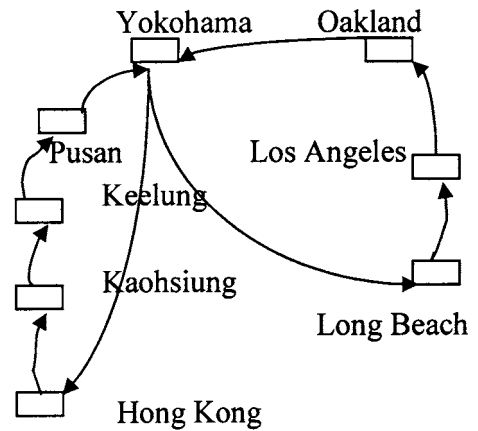 Yokohama
Oakland
Pusan
Los Angeles
Keelung
Kaohsiung
Long Beach
Hong Kong